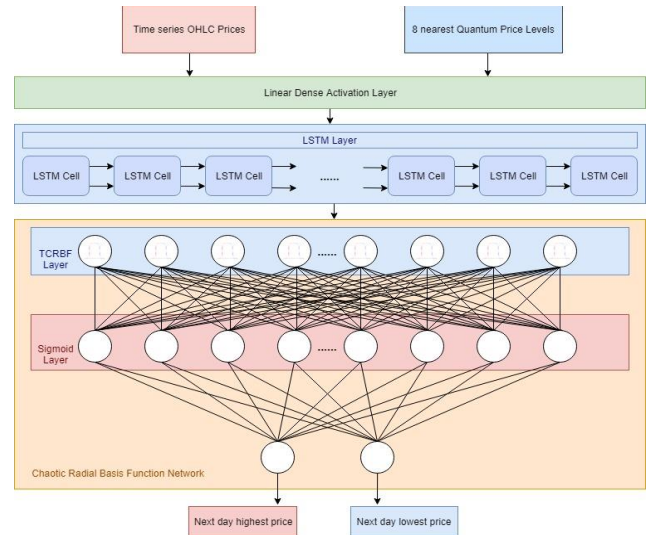 Time series OHLC Prices
8 nearest Quantum Price Levels
Linear Dense Activation Layer
LSTM Layer
LSTM Cell
LSTM Cell
LSTM Cell
......
LSTM Cell
LSTM Cell
LSTM Cell
TCRBF
Layer
......
Sigmoid
Layer
......
Chaotic Radial Basis Function Network
Next day highest price
Next day lowest price